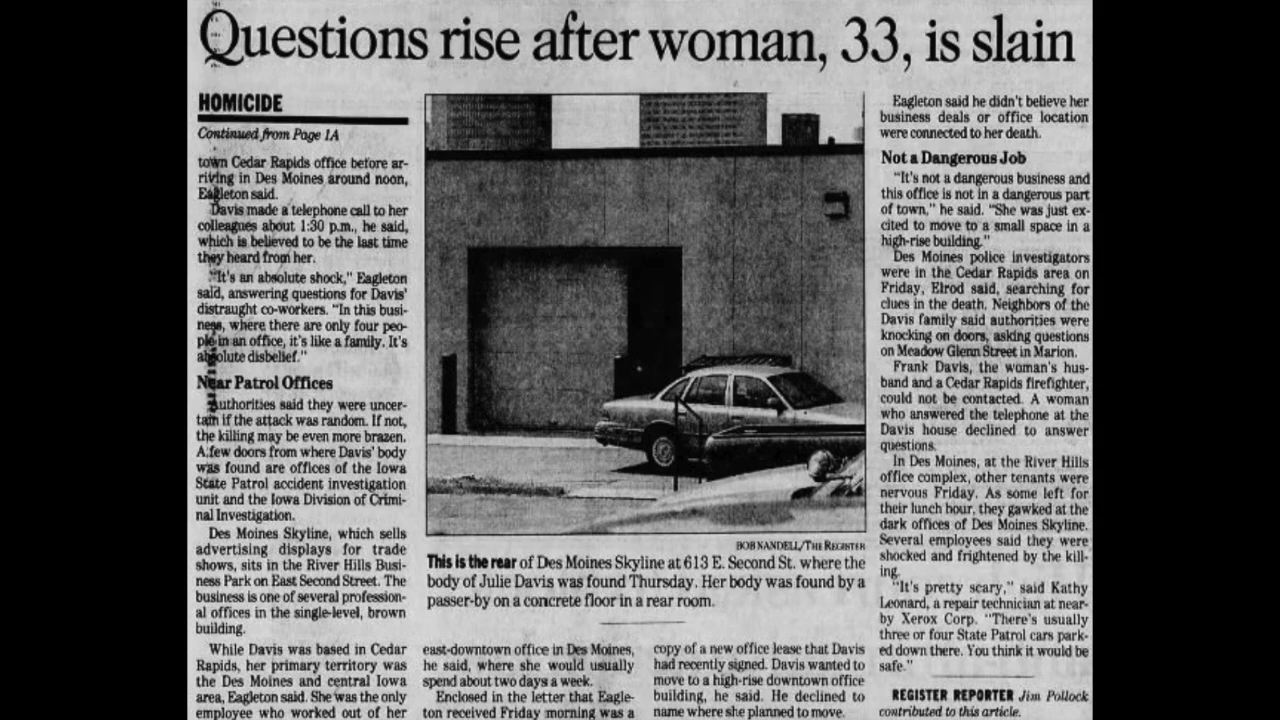 Questions rise after woman, 33, is slain
HOMICIDE
Continued from Page 1A
town Cedar Rapids office before ar-
riving in Des Moines around noon,
Eagleton said.
Davis made a telephone call to her
colleagues about 1:30 p.m., he said,
which is believed to be the last time
they heard from her.
"It's an absolute shock," Eagleton
said, answering questions for Davis'
distraught co-workers. "In this busi-
ness, where there are only four peo-
ple in an office, it's like a family. It's
absolute disbelief."
Near Patrol Offices
Authorities said they were uncer-
tain if the attack was random. If not,
the killing may be even more brazen.
A few doors from where Davis' body
was found are offices of the Iowa
State Patrol accident investigation
unit and the Iowa Division of Crimi-
nal Investigation.
Des Moines Skyline, which sells
advertising displays for trade
shows, sits in the River Hills Busi-
ness Park on East Second Street. The
business is one of several profession-
al offices in the single-level, brown
building.
While Davis was based in Cedar
Rapids, her primary territory was
the Des Moines and central Iowa
area, Eagleton said. She was the only
employee who worked out of her
BOB NANDELL/THE REGISTER
This is the rear of Des Moines Skyline at 613 E. Second St. where the
body of Julie Davis was found Thursday. Her body was found by a
passer-by on a concrete floor in a rear room.
east-downtown office in Des Moines,
he said, where she would usually
spend about two days a week.
Enclosed in the letter that Eagle-
ton received Friday morning was a
copy of a new office lease that Davis
had recently signed. Davis wanted to
move to a high-rise downtown office
building, he said. He declined to
name where she planned to move.
Eagleton said he didn't believe her
business deals or office location
were connected to her death.
Not a Dangerous Job
"It's not a dangerous business and
this office is not in a dangerous part
of town," he said. "She was just ex-
cited to move to a small space in a
high-rise building."
Des Moines police investigators
were in the Cedar Rapids area on
Friday, Elrod said, searching for
clues in the death. Neighbors of the
Davis family said authorities were
knocking on doors, asking questions
on Meadow Glenn Street in Marion.
Frank Davis, the woman's hus-
band and a Cedar Rapids firefighter,
could not be contacted. A woman
who answered the telephone at the
Davis house declined to answer
questions.
In Des Moines, at the River Hills
office complex, other tenants were
nervous Friday. As some left for
their lunch hour, they gawked at the
dark offices of Des Moines Skyline.
Several employees said they were
shocked and frightened by the kill-
ing.
"It's pretty scary," said Kathy
Leonard, a repair technician at near-
by Xerox Corp. "There's usually
three or four State Patrol cars park-
ed down there. You think it would be
safe."
REGISTER REPORTER Jim Pollock
contributed to this article.